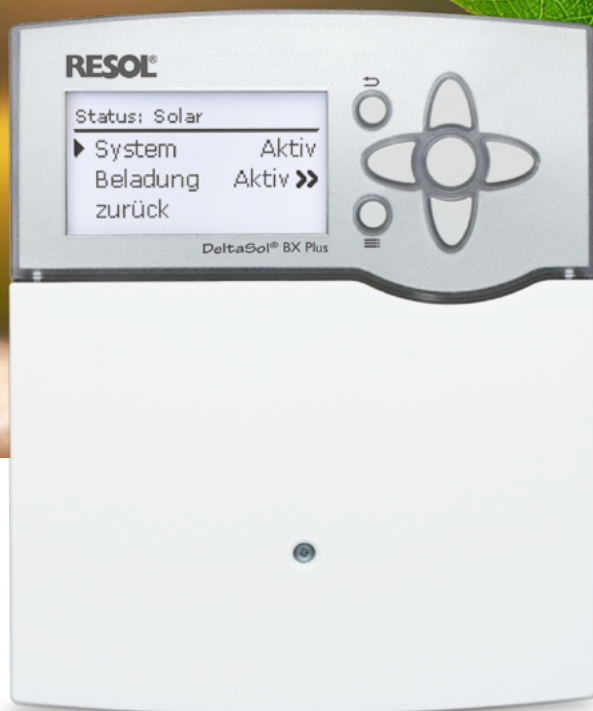 RESOL®
Status: Solar
System Aktiv
Beladung Aktiv
zurück
DeltaSol® BX Plus